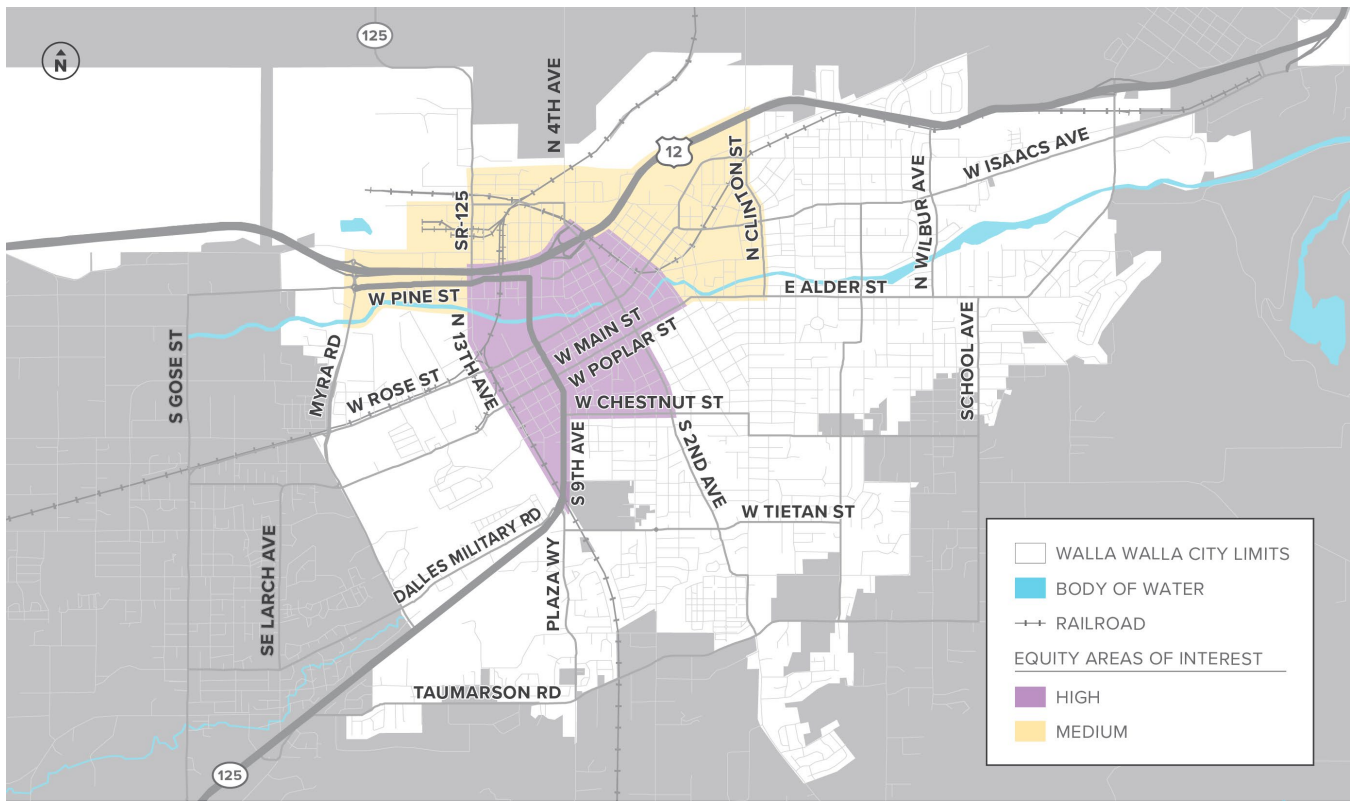 125
N
N 4TH AVE
12
W ISAACS AVE
N CLINTON ST
N WILBUR AVE
SR-125
W PINE ST
E ALDER ST
S GOSE ST
MYRA RD
N 13TH AVE
W MAIN ST
W POPLAR ST
SCHOOL AVE
W ROSE ST
W CHESTNUT ST
S 9TH AVE
S 2ND AVE
W TIETAN ST
DALLES MILITARY RD
SE LARCH AVE
PLAZA WY
TAUMARSON RD
125
WALLA WALLA CITY LIMITS
BODY OF WATER
RAILROAD
EQUITY AREAS OF INTEREST
HIGH
MEDIUM